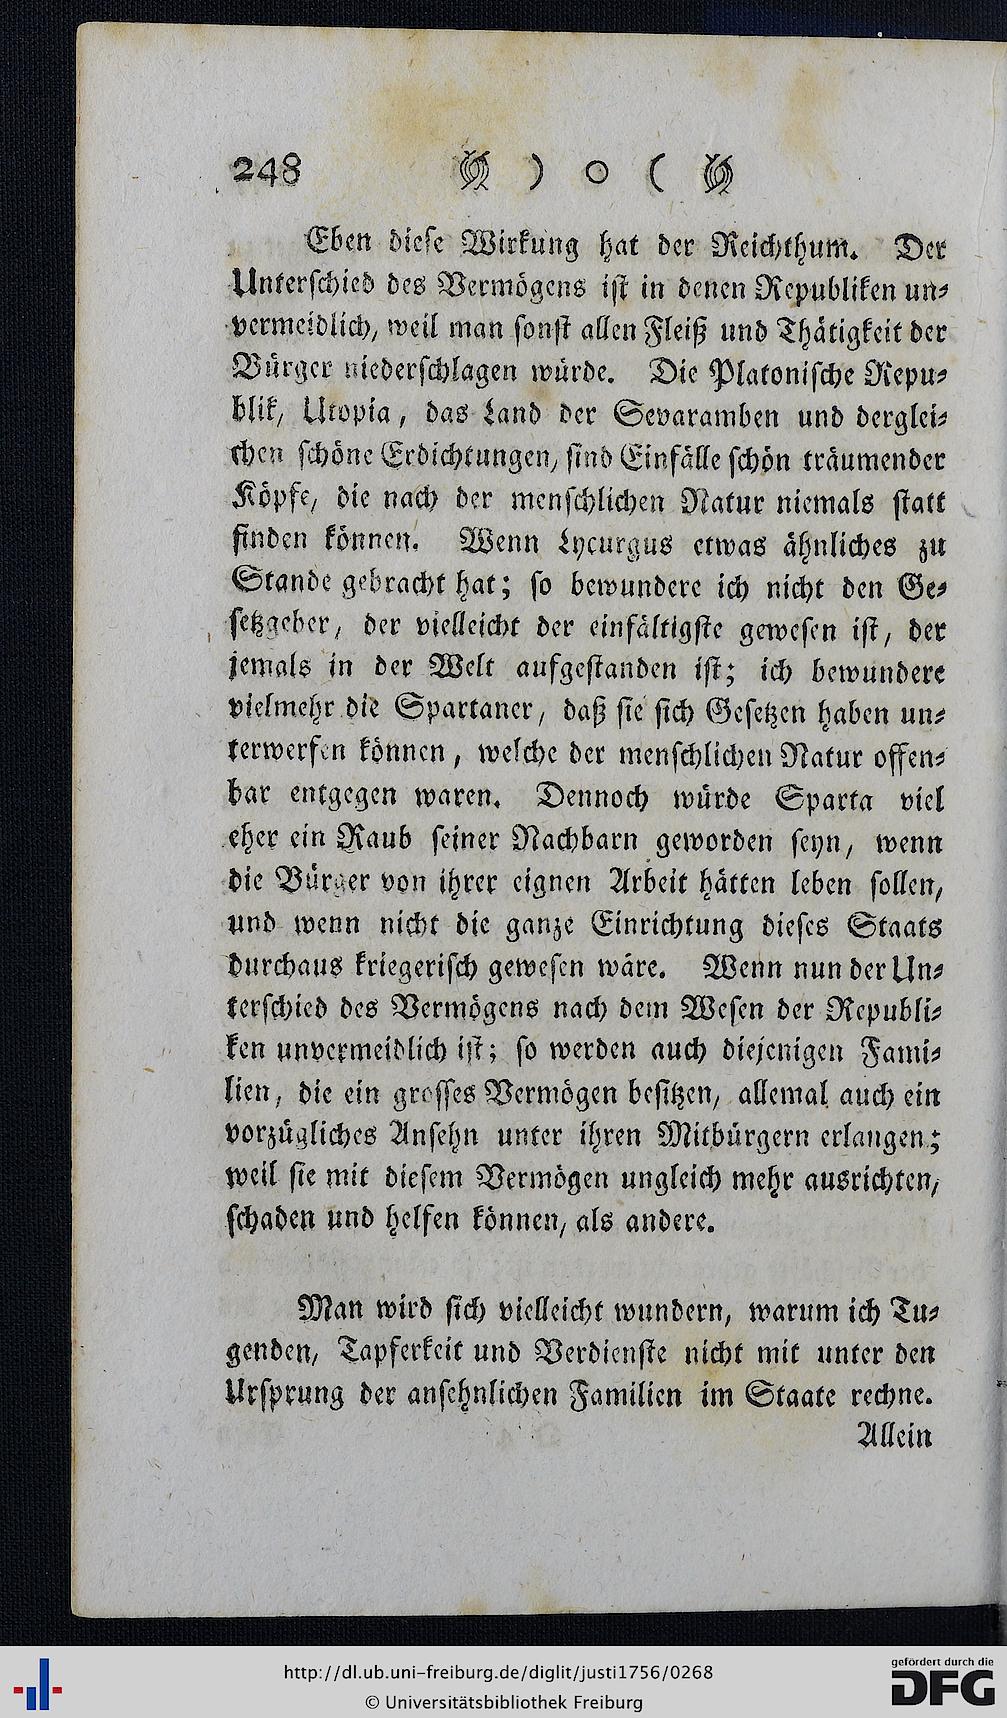 248 ) o (
Eben diese Wirkung hat der Reichthum. Der
Unterschied des Vermögens ist in denen Republiken un-
vermeidlich, weil man sonst allen Fleiß und Thätigkeit der
Bürger niederschlagen würde. Die Platonische Repu-
blik, Utopia, das Land der Sevaramben und derglei-
chen schöne Erdichtungen, sind Einfälle schön träumender
Köpfe, die nach der menschlichen Natur niemals statt
finden können. Wenn Lycurgus etwas ähnliches zu
Stande gebracht hat; so bewundere ich nicht den Ge-
setzgeber, der vielleicht der einfältigste gewesen ist, der
jemals in der Welt aufgestanden ist; ich bewundere
vielmehr die Spartaner, daß sie sich Gesetzen haben un-
terwerfen können, welche der menschlichen Natur offen-
bar entgegen waren. Dennoch würde Sparta viel
eher ein Raub seiner Nachbarn geworden seyn, wenn
die Bürger von ihrer eignen Arbeit hätten leben sollen,
und wenn nicht die ganze Einrichtung dieses Staats
durchaus kriegerisch gewesen wäre. Wenn nun der Un-
terschied des Vermögens nach dem Wesen der Republi-
ken unvermeidlich ist; so werden auch diejenigen Fami-
lien, die ein grosses Vermögen besitzen, allemal auch ein
vorzügliches Ansehn unter ihren Mitbürgern erlangen;
weil sie mit diesem Vermögen ungleich mehr ausrichten,
schaden und helfen können, als andere.
Man wird sich vielleicht wundern, warum ich Tu-
genden, Tapferkeit und Verdienste nicht mit unter den
Ursprung der ansehnlichen Familien im Staate rechne.
Allein
http://dl.ub.uni-freiburg.de/diglit/justi1756/0268
© Universitätsbibliothek Freiburg
gefördert durch die
DFG